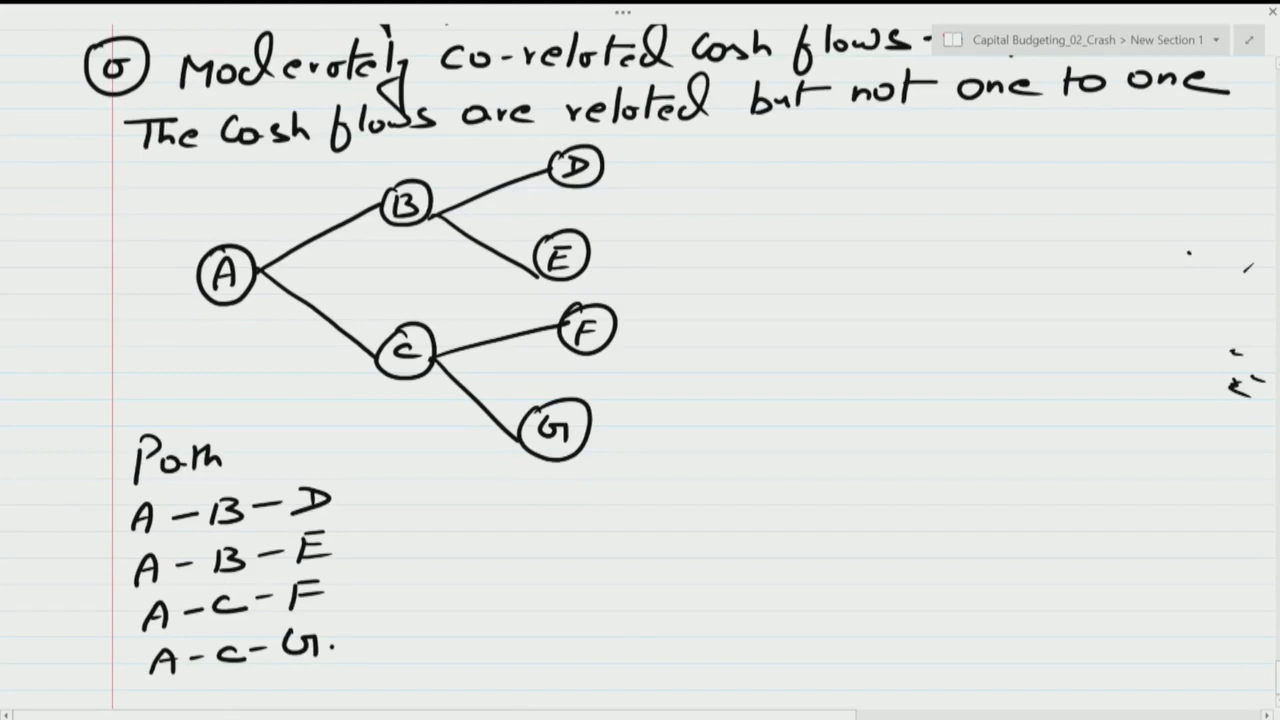 σ Moderately co-related cash flows -
The cash flows are related but not one to one
Capital Budgeting_02_Crash > New Section 1
D
B
E
A
F
C
G
Path
A - B - D
A - B - E
A - C - F
A - C - G.